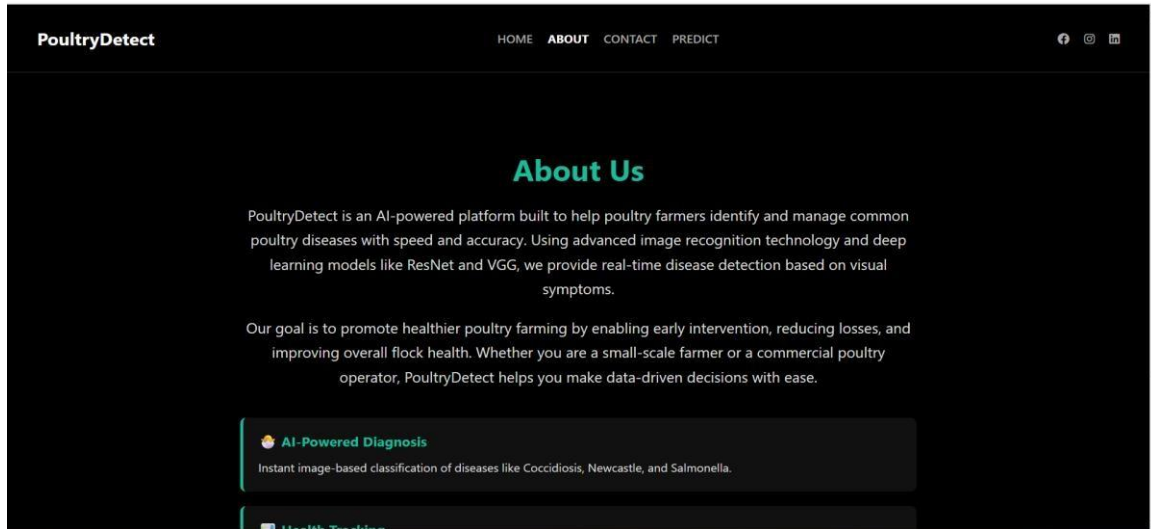 PoultryDetect
HOME ABOUT CONTACT PREDICT
About Us
PoultryDetect is an AI-powered platform built to help poultry farmers identify and manage common
poultry diseases with speed and accuracy. Using advanced image recognition technology and deep
learning models like ResNet and VGG, we provide real-time disease detection based on visual
symptoms.
Our goal is to promote healthier poultry farming by enabling early intervention, reducing losses, and
improving overall flock health. Whether you are a small-scale farmer or a commercial poultry
operator, PoultryDetect helps you make data-driven decisions with ease.
AI-Powered Diagnosis
Instant image-based classification of diseases like Coccidiosis, Newcastle, and Salmonella.
Health Tracking